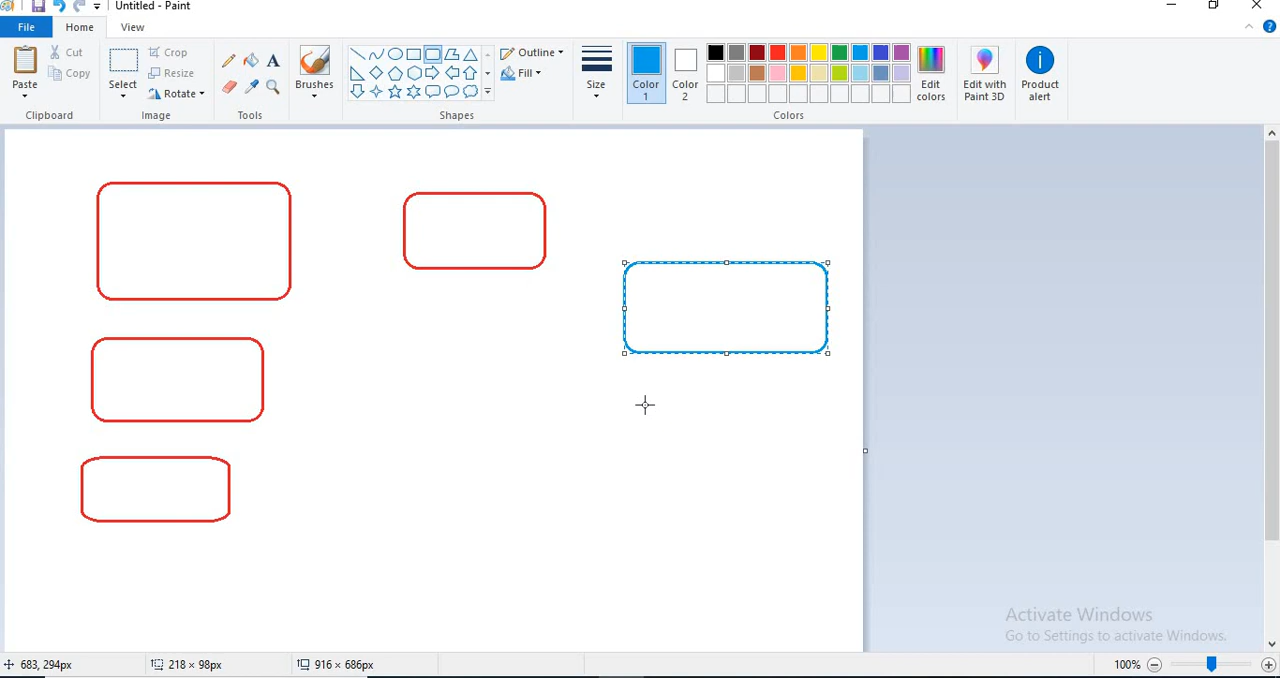 Untitled - Paint
File
Home
View
Paste
Cut
Copy
Clipboard
Select
Crop
Resize
Rotate
Image
A
Tools
Brushes
Shapes
Outline
Fill
Size
Color
1
Color
2
Edit
colors
Colors
Edit with
Paint 3D
Product
alert
Activate Windows
Go to Settings to activate Windows.
683, 294px
218 × 98px
916 × 686px
100%